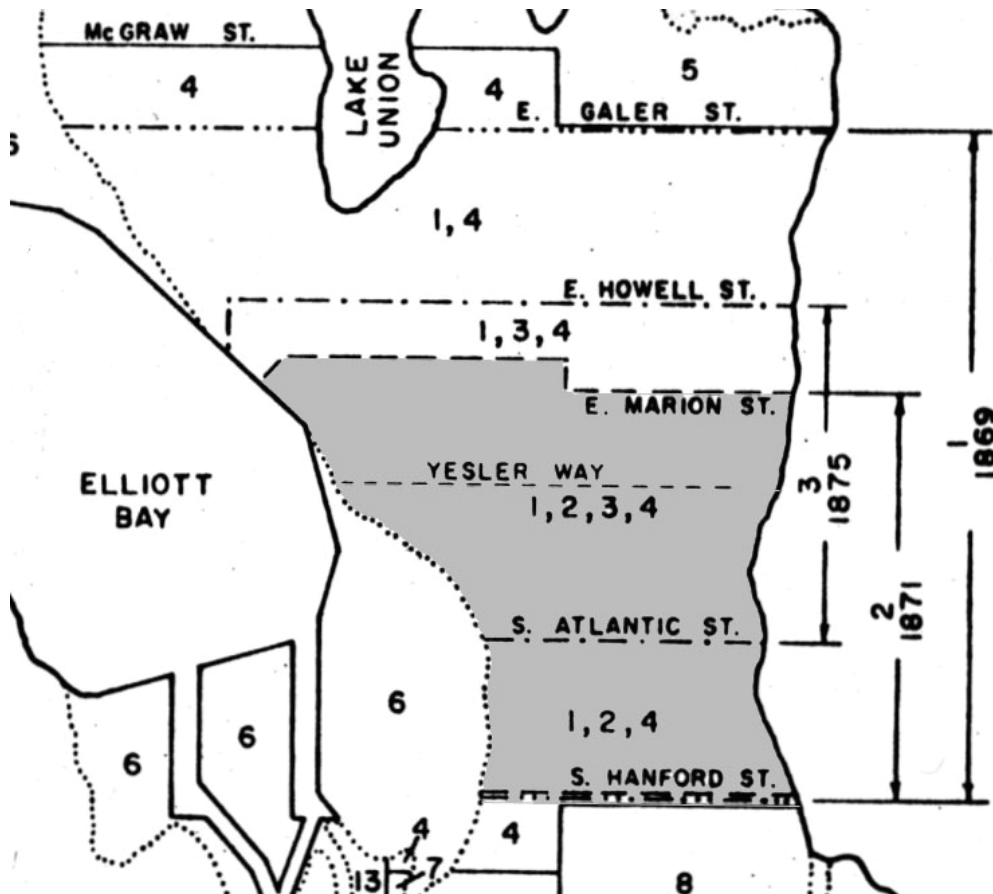 McGRAW ST.
4
LAKE
UNION
4
5
E. GALER ST.
6
1,4
E. HOWELL ST.
1,3,4
E. MARION ST.
YESLER WAY
1,2,3,4
ELLIOTT
BAY
3
1875
1
1869
2
1871
S. ATLANTIC ST.
6
1,2,4
6
6
S. HANFORD ST.
4
4
7
13
8